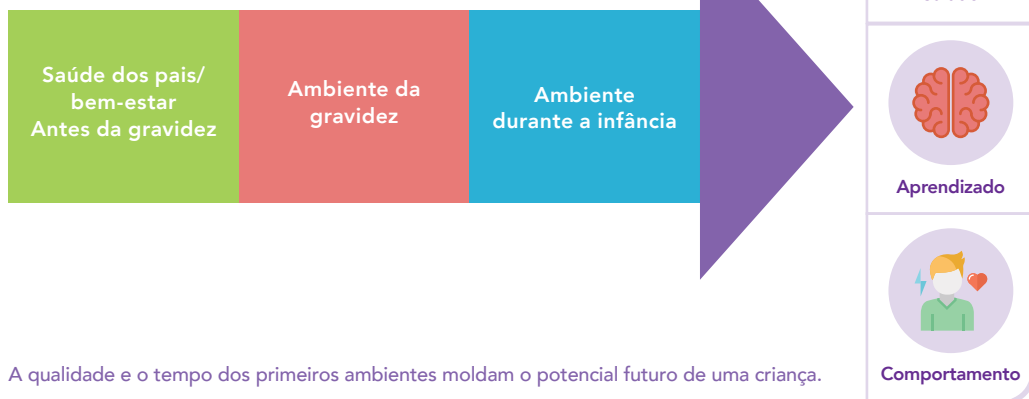 Saúde dos pais/
bem-estar
Antes da gravidez
Ambiente da
gravidez
Ambiente
durante a infância
Aprendizado
Comportamento
A qualidade e o tempo dos primeiros ambientes moldam o potencial futuro de uma criança.